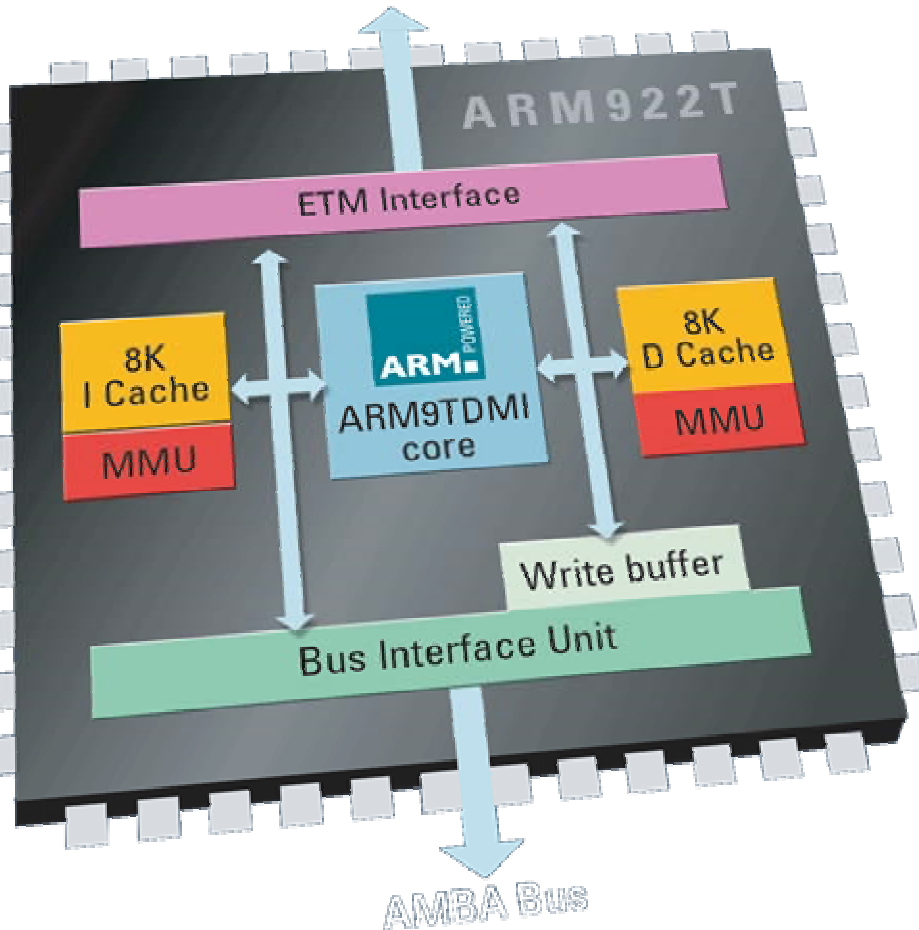 ARM922T
ETM Interface
8K
I Cache
MMU
ARM
POWERED
ARM9TDMI
core
8K
D Cache
MMU
Write buffer
Bus Interface Unit
AMBA Bus